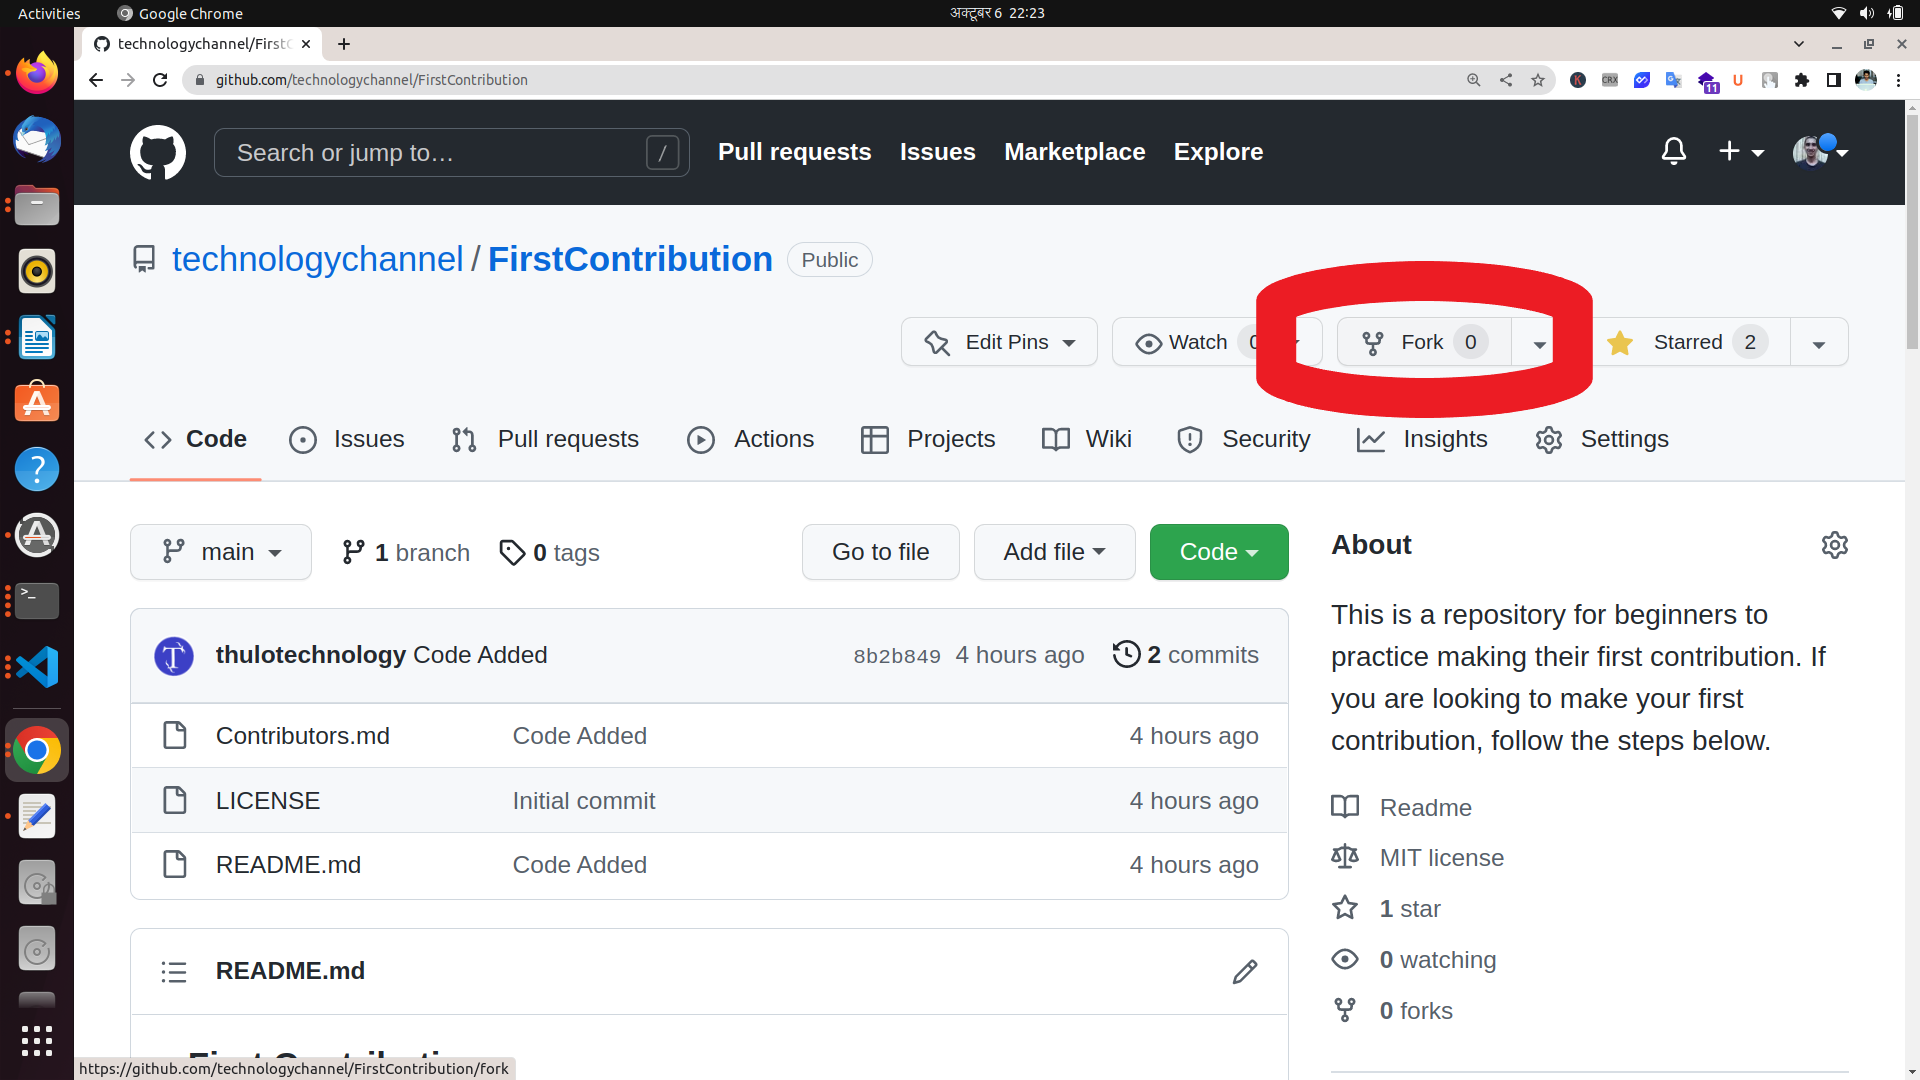 Activities
Google Chrome
अक्टूबर 6 22:23
technologychannel/First
github.com/technologychannel/FirstContribution
K
CRX
11
U
Search or jump to…
/
Pull requests
Issues
Marketplace
Explore
technologychannel / FirstContribution
Public
Edit Pins
Watch
Fork 0
Starred 2
Code
Issues
Pull requests
Actions
Projects
Wiki
Security
Insights
Settings
main
1 branch
0 tags
Go to file
Add file
Code
About
This is a repository for beginners to
practice making their first contribution. If
you are looking to make your first
contribution, follow the steps below.
thulotechnology Code Added
8b2b849
4 hours ago
2 commits
Contributors.md
Code Added
4 hours ago
LICENSE
Initial commit
4 hours ago
README.md
Code Added
4 hours ago
Readme
MIT license
1 star
0 watching
0 forks
README.md
First Contribution
https://github.com/technologychannel/FirstContribution/fork